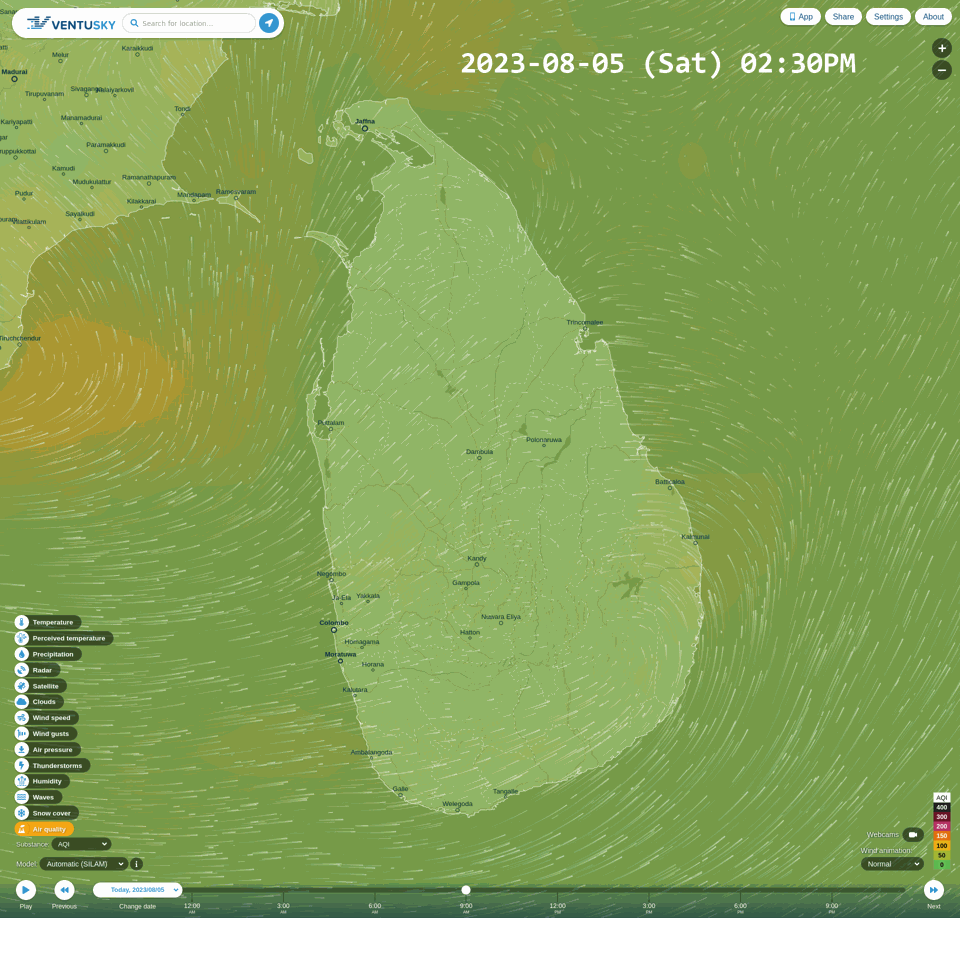 VENTUSKY
Search for location...
App
Share
Settings
About
2023-08-05 (Sat) 02:30PM
Melur
Karaikkudi
Madurai
Tirupuvanam
Tondi
Manamadurai
Paramakkudi
Kamudi
Mudukulattur
Ramanathapuram
Pudur
Kilakkarai
Mandapam
Rameswaram
Sayalkudi
Jaffna
Trincomalee
Puttalam
Polonnaruwa
Dambulla
Batticaloa
Kalmunai
Kandy
Negombo
Gampola
Ja-Ela
Yakkala
Nuwara Eliya
Colombo
Hatton
Homagama
Moratuwa
Horana
Kalutara
Ambalangoda
Galle
Tangalle
Weligoda
Temperature
Perceived temperature
Precipitation
Radar
Satellite
Clouds
Wind speed
Wind gusts
Air pressure
Thunderstorms
Humidity
Waves
Snow cover
Air quality
Substance: AQI
Model: Automatic (SILAM)
AQI
400
300
200
150
100
50
0
Webcams
Wind animation:
Normal
Play
Previous
Today, 2023/08/05
Change date
12:00
AM
3:00
AM
6:00
AM
9:00
AM
12:00
PM
3:00
PM
6:00
PM
9:00
PM
Next